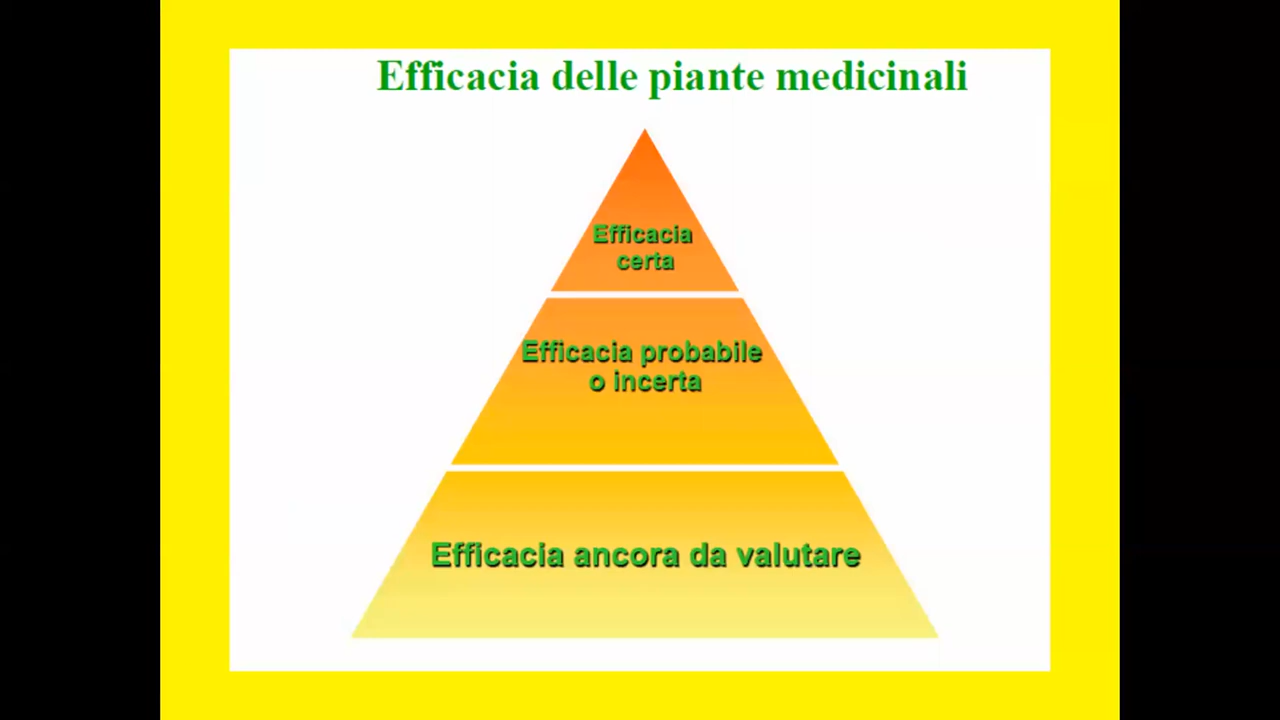 Efficacia delle piante medicinali
Efficacia
certa
Efficacia probabile
o incerta
Efficacia ancora da valutare